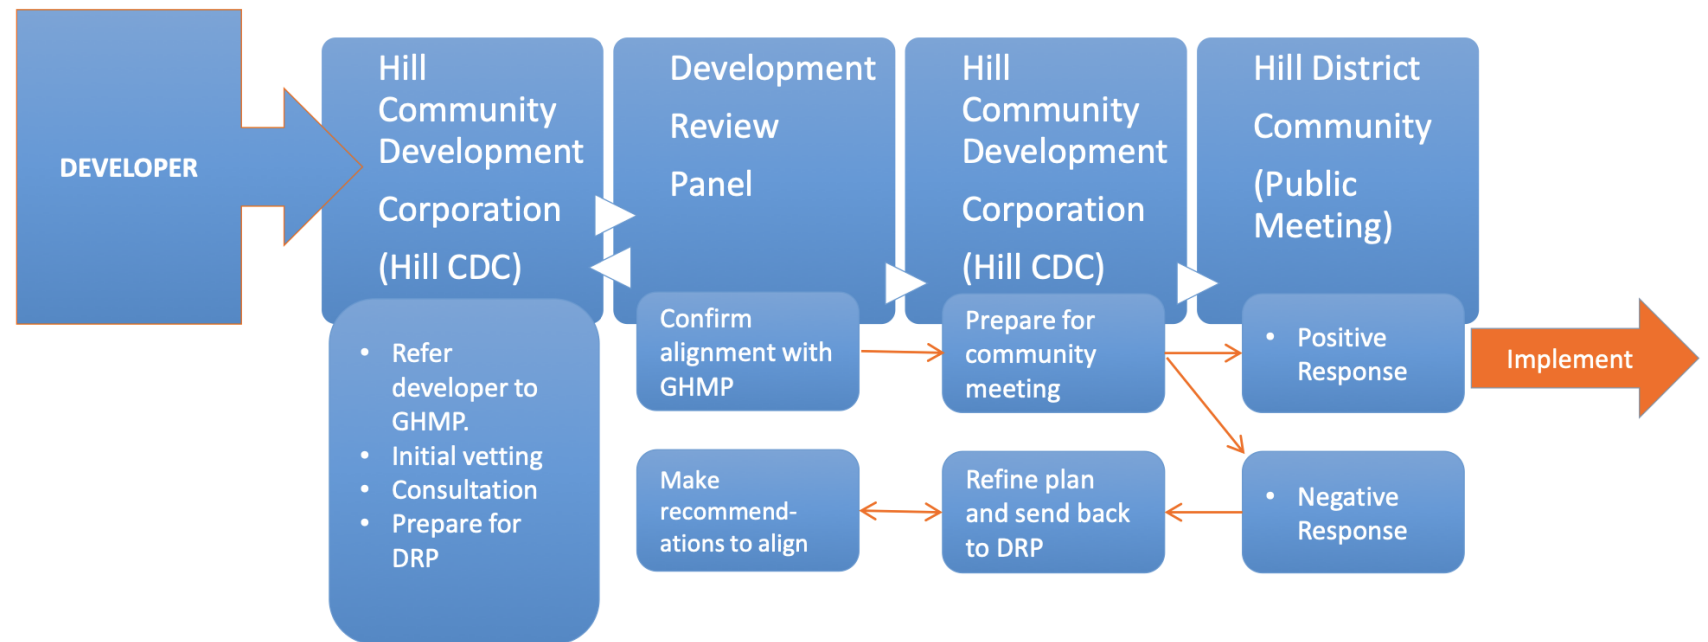 DEVELOPER
Hill
Community
Development
Corporation
(Hill CDC)
• Refer
developer to
GHMP.
• Initial vetting
• Consultation
• Prepare for
DRP
Development
Review
Panel
Confirm
alignment with
GHMP
Make
recommend-
ations to align
Hill
Community
Development
Corporation
(Hill CDC)
Prepare for
community
meeting
Refine plan
and send back
to DRP
Hill District
Community
(Public
Meeting)
• Positive
Response
• Negative
Response
Implement